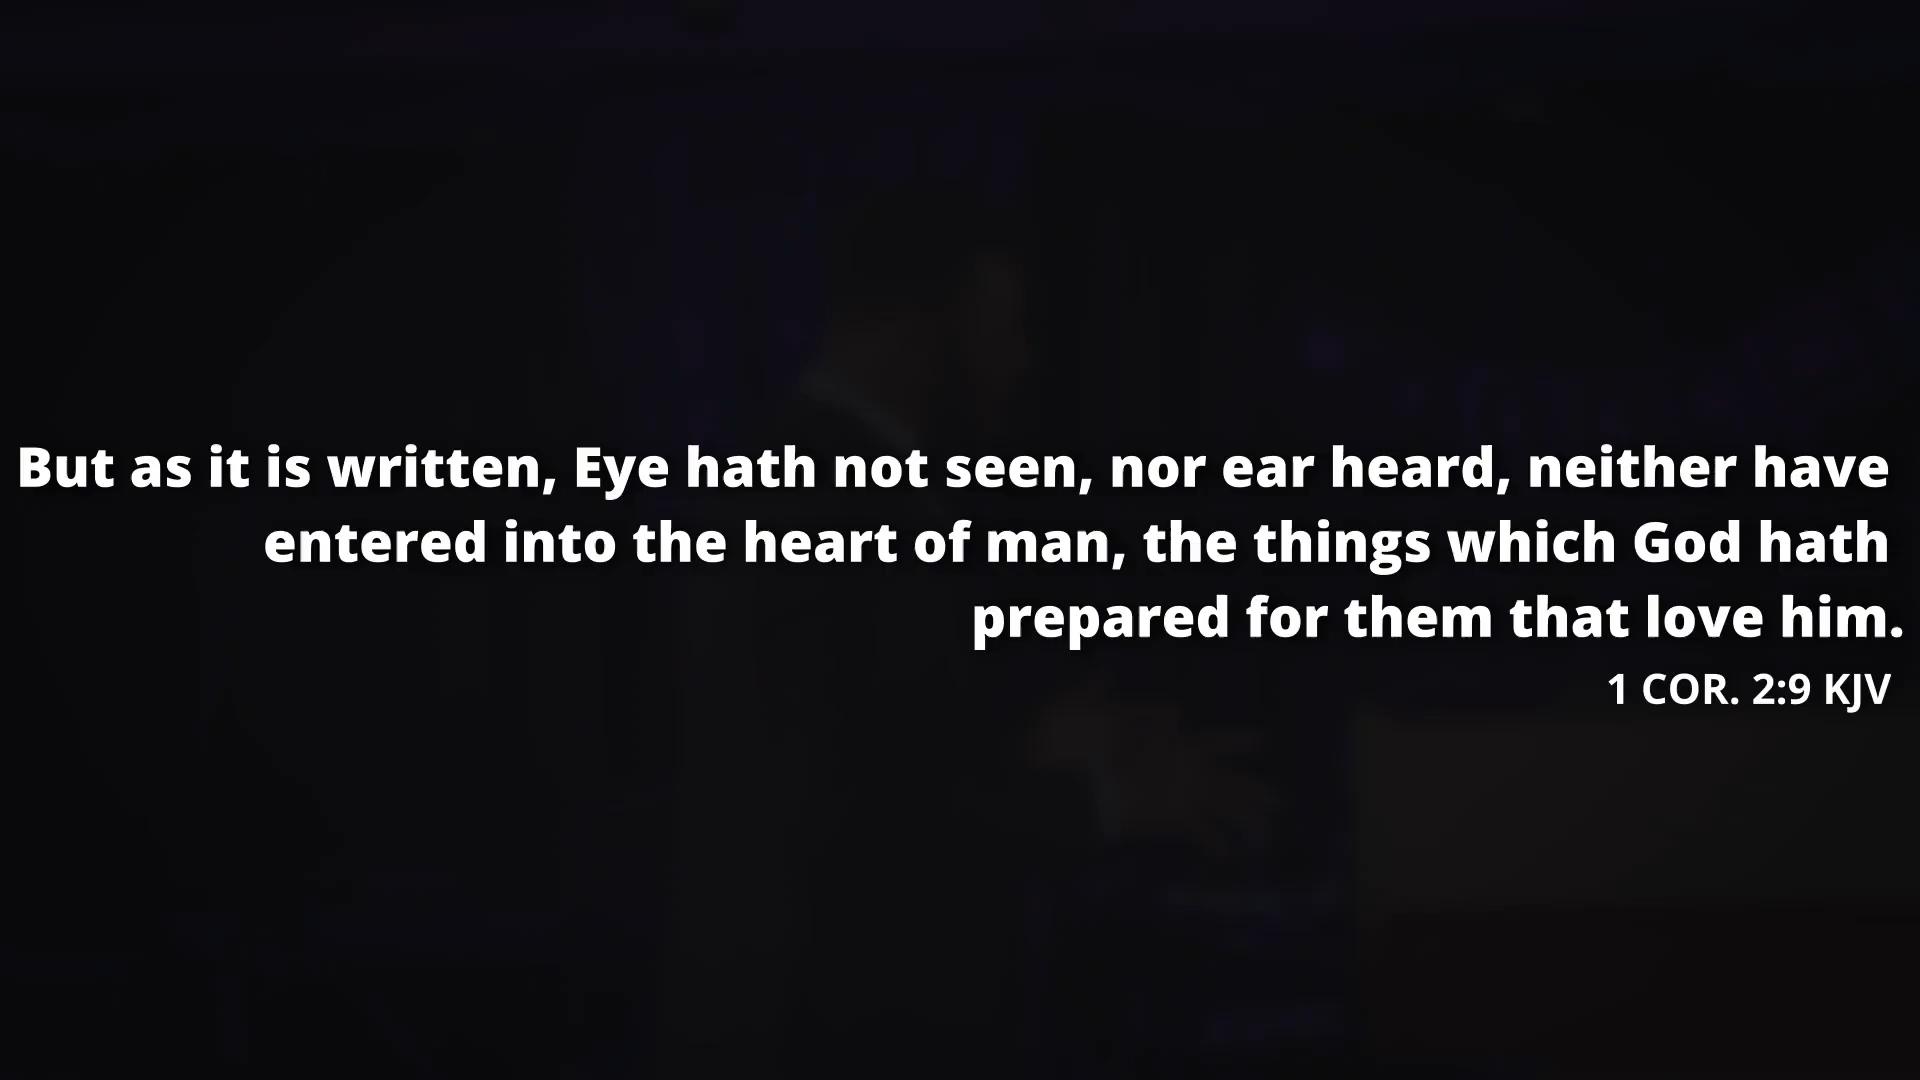 But as it is written, Eye hath not seen, nor ear heard, neither have
entered into the heart of man, the things which God hath
prepared for them that love him.
1 COR. 2:9 KJV